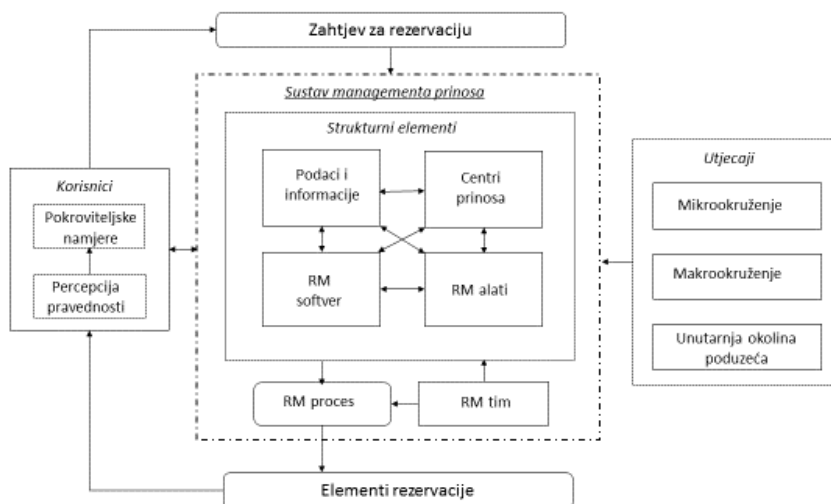 Zahtjev za rezervaciju
Sustav managementa prinosa
Strukturni elementi
Podaci i
informacije
Centri
prinosa
RM
softver
RM alati
RM proces
RM tim
Korisnici
Pokroviteljske
namjere
Percepcija
pravednosti
Utjecaji
Mikrookruženje
Makrookruženje
Unutarnja okolina
poduzeća
Elementi rezervacije